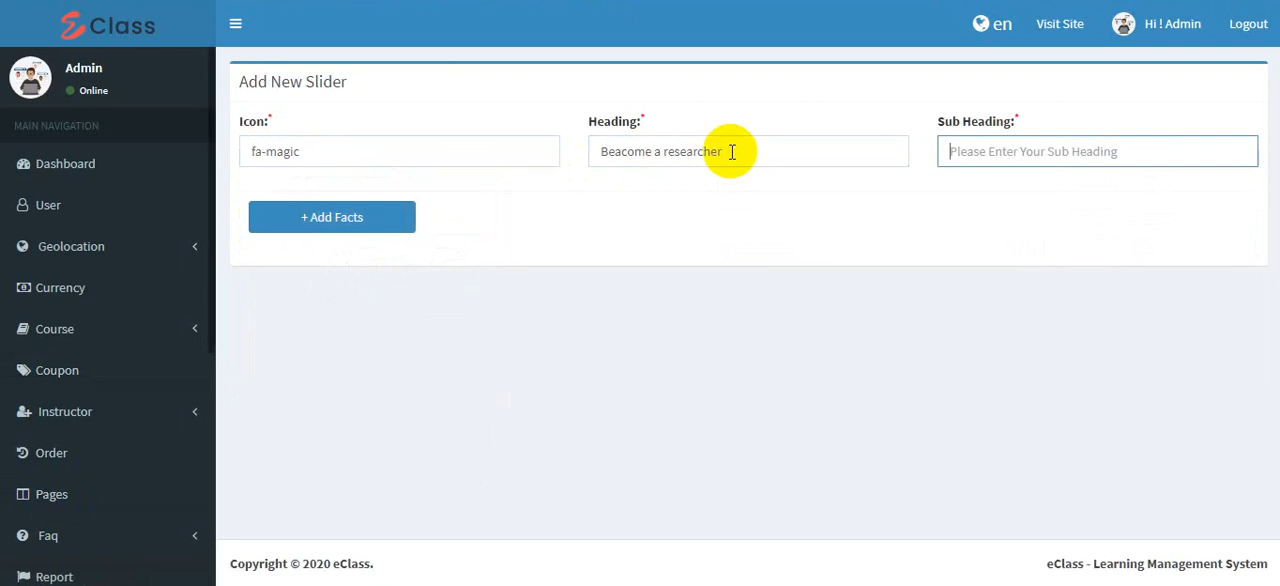 eClass
en
Visit Site
Hi ! Admin
Logout
Admin
Online
MAIN NAVIGATION
Dashboard
User
Geolocation
Currency
Course
Coupon
Instructor
Order
Pages
Faq
Report
Add New Slider
Icon:*
Heading:*
Sub Heading:*
fa-magic
Beacome a researcher
Please Enter Your Sub Heading
+ Add Facts
Copyright © 2020 eClass.
eClass - Learning Management System